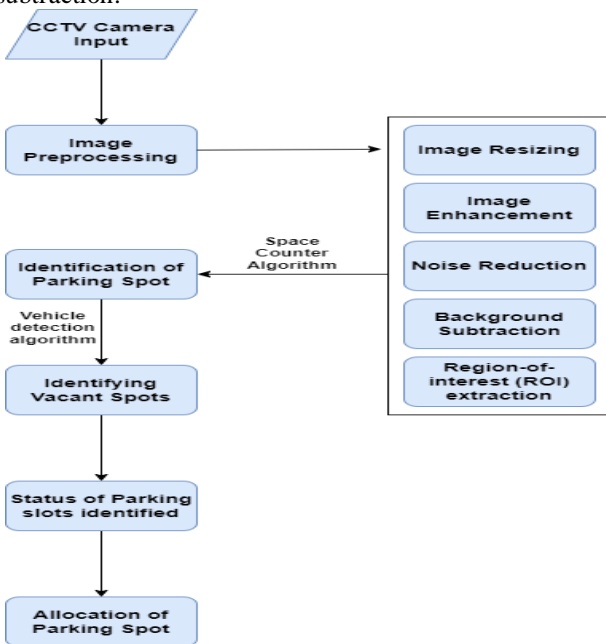 subtraction.
CCTV Camera
Input
Image
Preprocessing
Image Resizing
Image
Enhancement
Noise Reduction
Background
Subtraction
Region-of-
interest (ROI)
extraction
Space
Counter
Algorithm
Identification of
Parking Spot
Vehicle
detection
algorithm
Identifying
Vacant Spots
Status of Parking
slots identified
Allocation of
Parking Spot